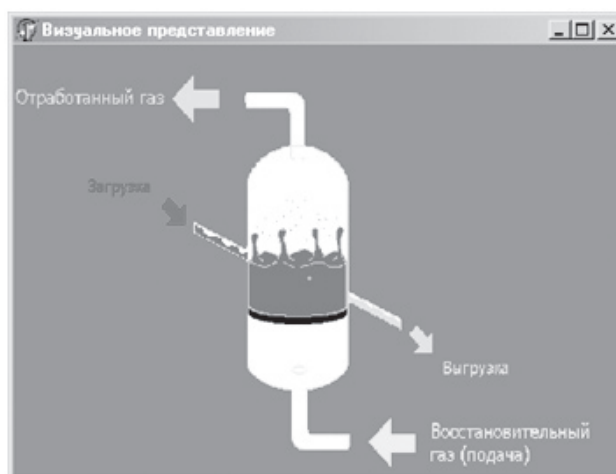 Визуальное представление
Отработанный газ
Загрузка
Выгрузка
Восстановительный
газ (подача)